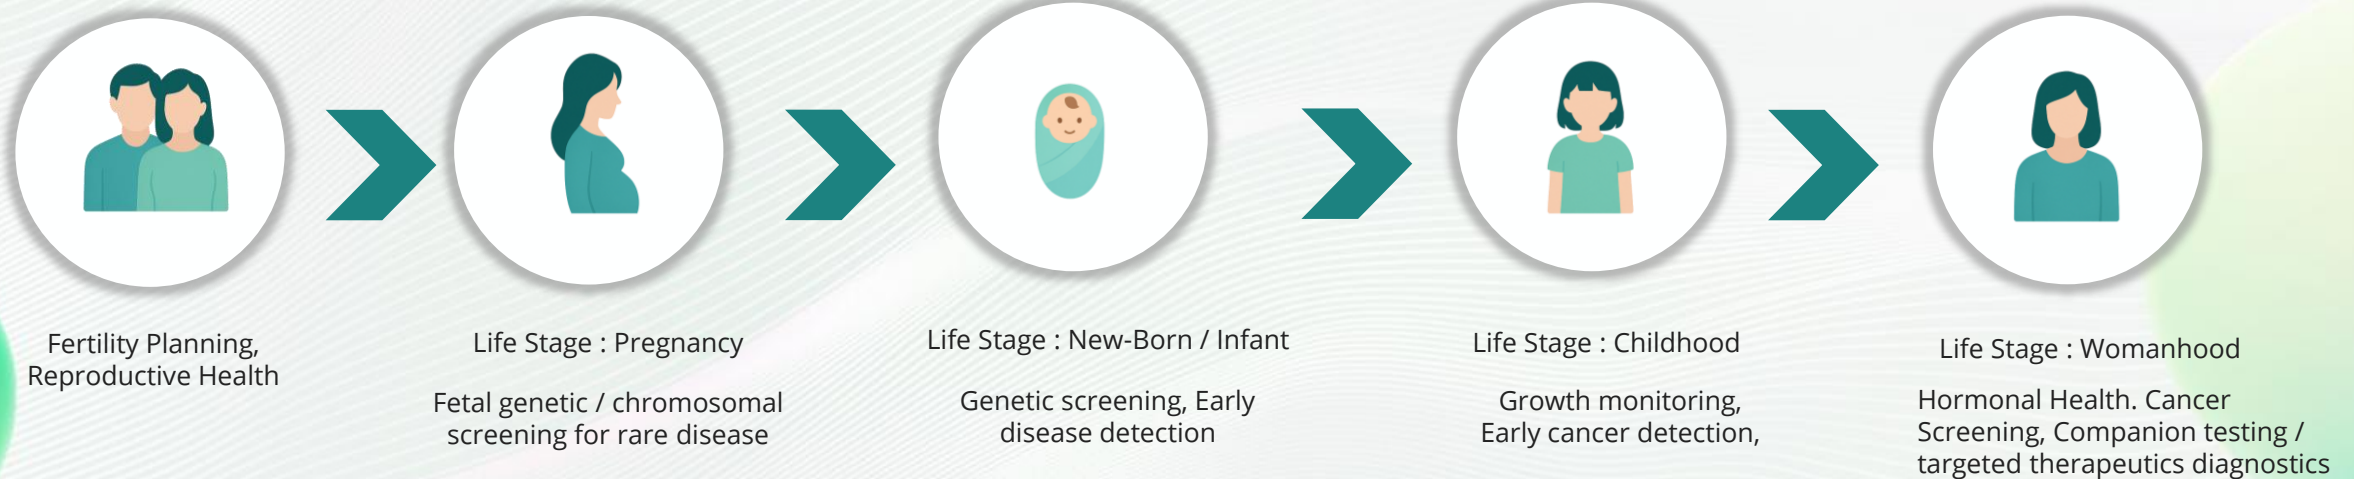 Fertility Planning,
Reproductive Health
Life Stage : Pregnancy
Fetal genetic / chromosomal
screening for rare disease
Life Stage : New-Born / Infant
Genetic screening, Early
disease detection
Life Stage : Childhood
Growth monitoring,
Early cancer detection,
Life Stage : Womanhood
Hormonal Health. Cancer
Screening, Companion testing /
targeted therapeutics diagnostics